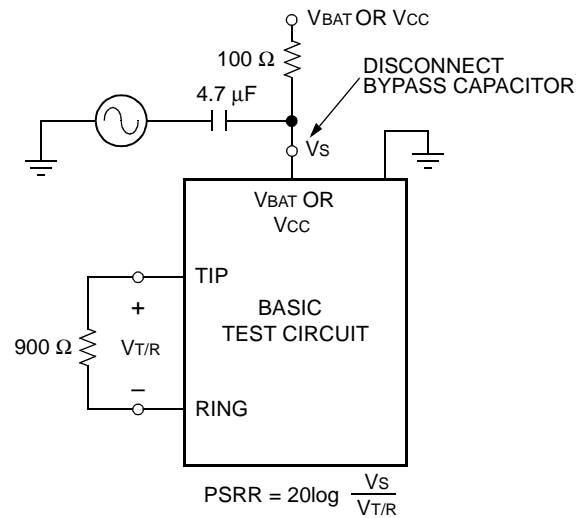 VBAT OR VCC
100 Ω
DISCONNECT
BYPASS CAPACITOR
4.7 µF
VS
VBAT OR
VCC
TIP
+
BASIC
TEST CIRCUIT
900 Ω
VT/R
–
RING
PSRR = 20log VS
VT/R